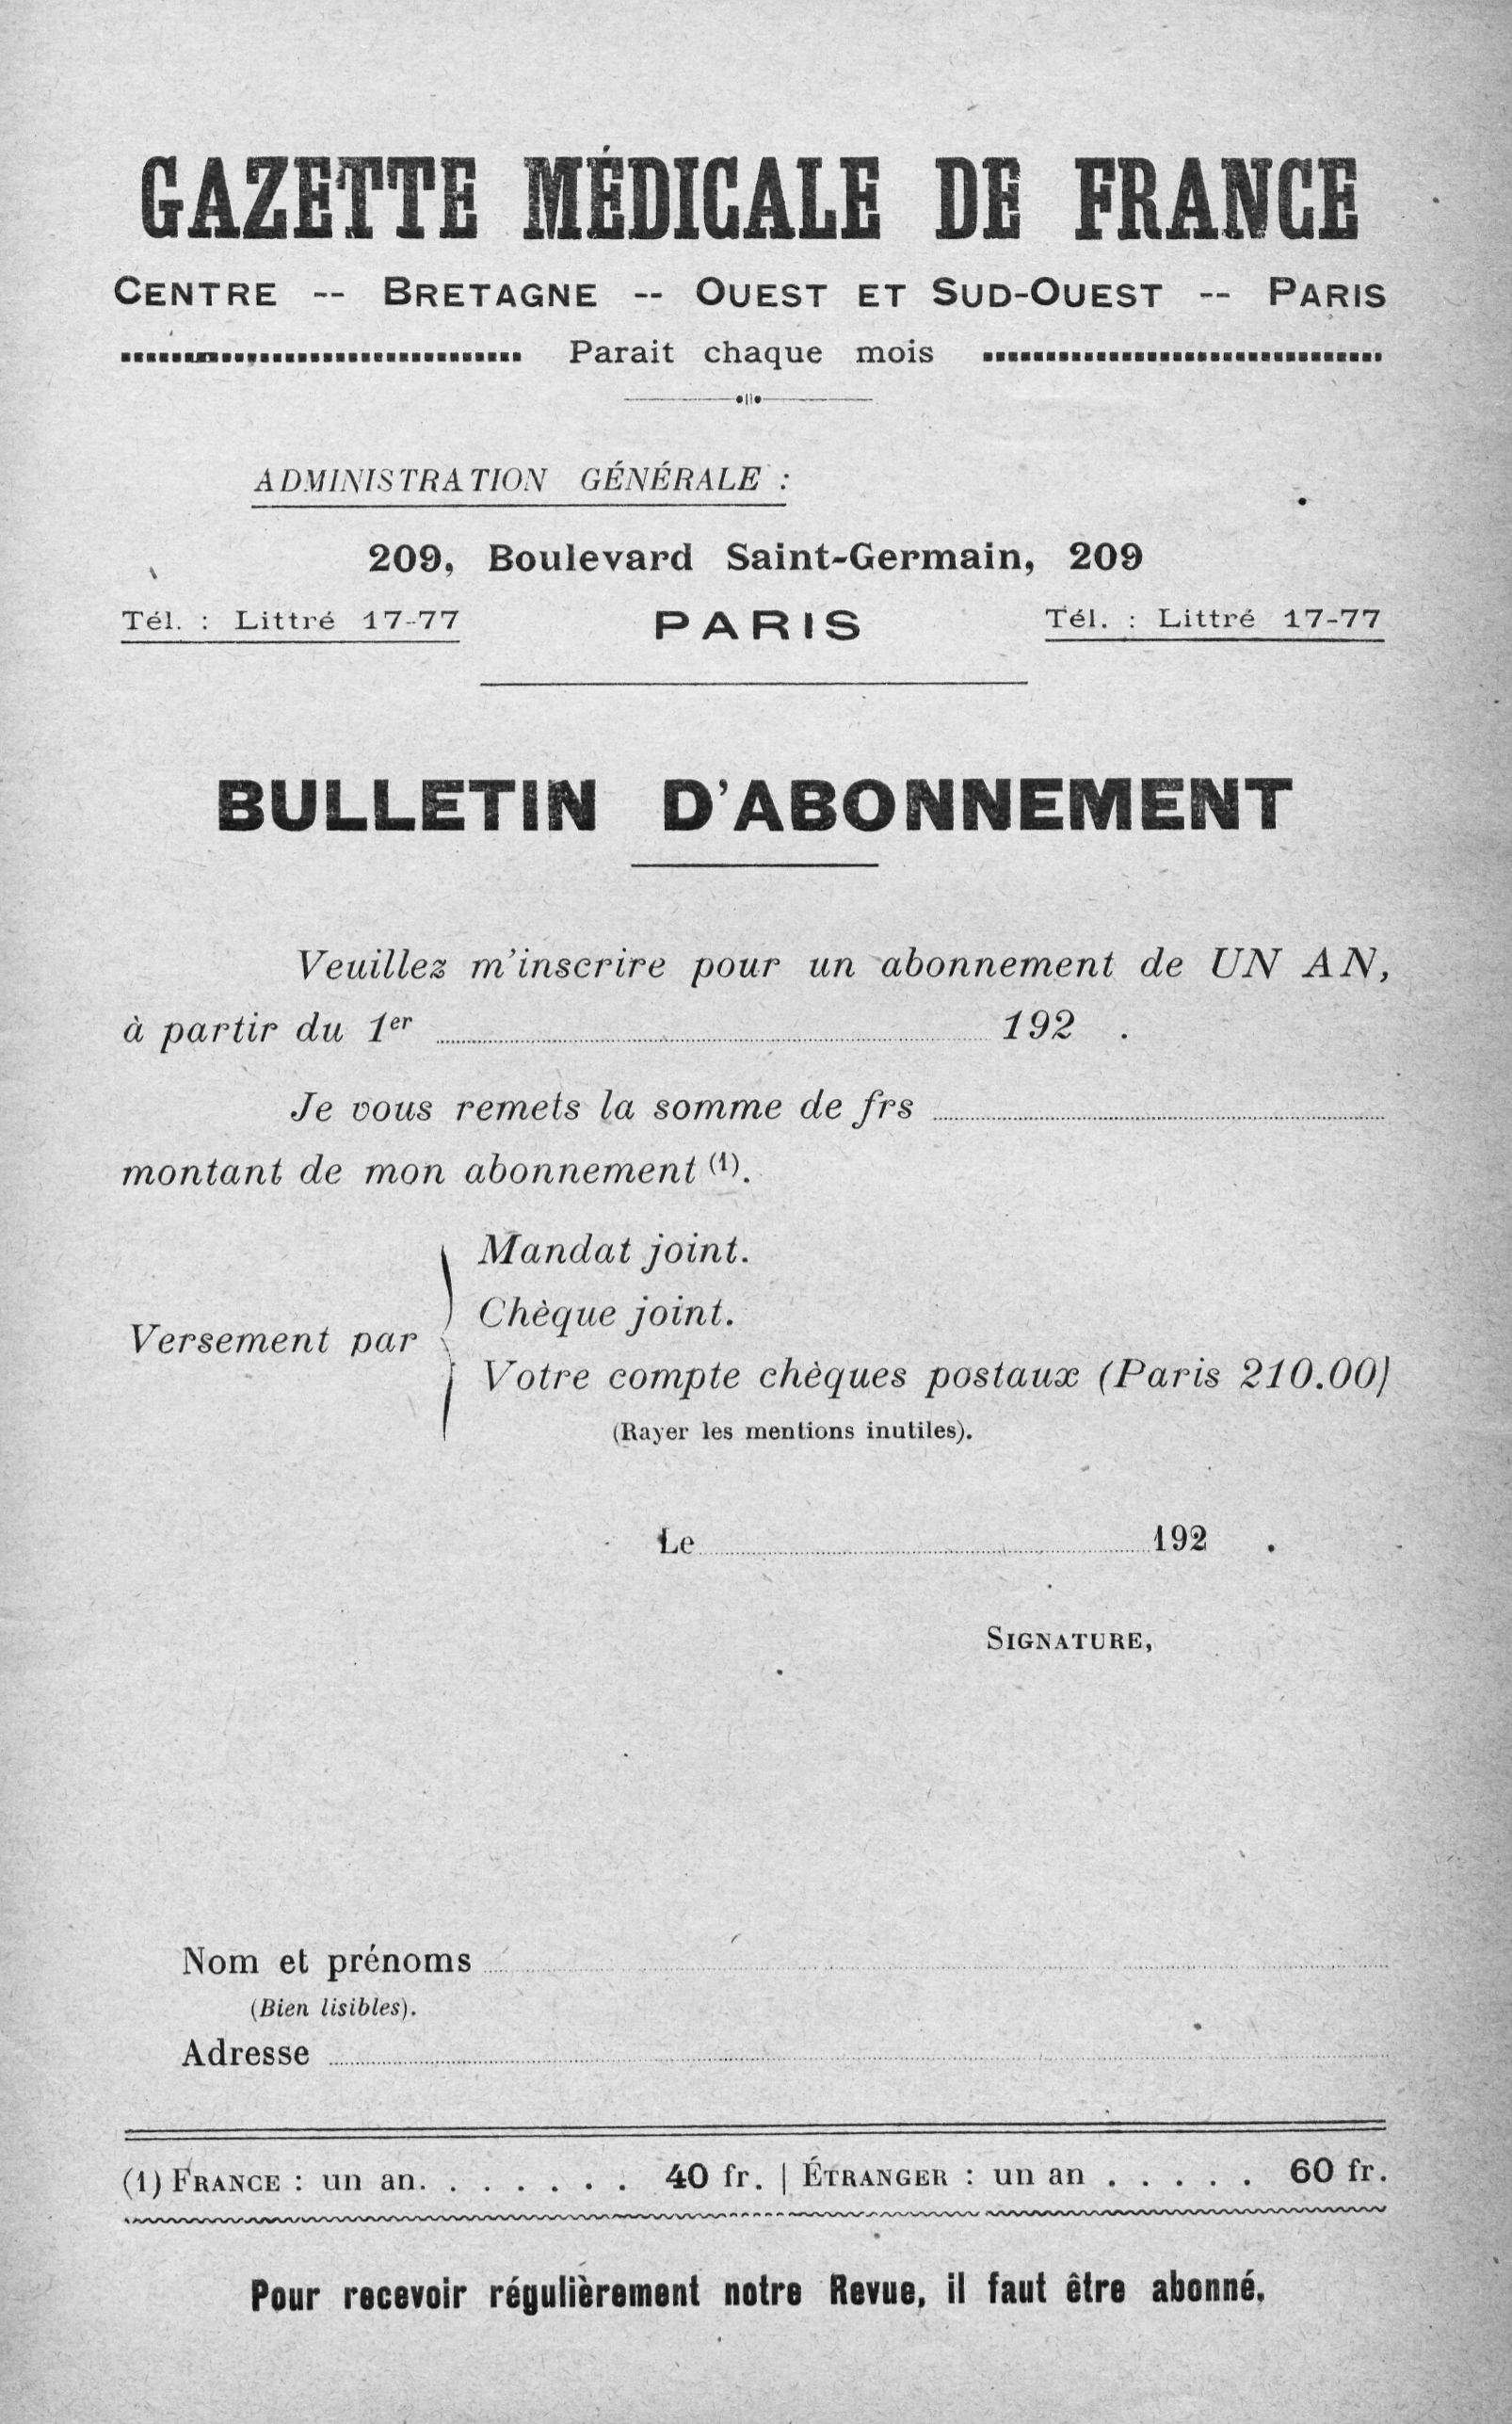 GAZETTE MÉDICALE DE FRANCE
CENTRE -- BRETAGNE -- OUEST ET SUD-OUEST -- PARIS
Parait chaque mois
ADMINISTRATION GÉNÉRALE :
209, Boulevard Saint-Germain, 209
Tél. : Littré 17-77 PARIS Tél. : Littré 17-77
BULLETIN D'ABONNEMENT
Veuillez m'inscrire pour un abonnement de UN AN,
à partir du 1er 192 .
Je vous remets la somme de frs
montant de mon abonnement (1).
Mandat joint.
Chèque joint.
Versement par
Votre compte chèques postaux (Paris 210.00)
(Rayer les mentions inutiles).
Le 192 .
SIGNATURE,
Nom et prénoms
(Bien lisibles).
Adresse
(1) FRANCE : un an. . . . . . . 40 fr. | ÉTRANGER : un an . . . . . 60 fr.
Pour recevoir régulièrement notre Revue, il faut être abonné.